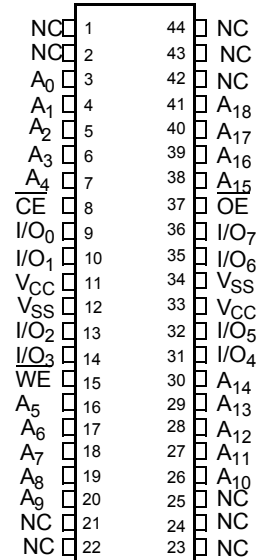 NC 1 44 NC
NC 2 43 NC
A0 3 42 NC
A1 4 41 A18
A2 5 40 A17
A3 6 39 A16
A4 7 38 A15
CE 8 37 OE
I/O0 9 36 I/O7
I/O1 10 35 I/O6
VCC 11 34 VSS
VSS 12 33 VCC
I/O2 13 32 I/O5
I/O3 14 31 I/O4
WE 15 30 A14
A5 16 29 A13
A6 17 28 A12
A7 18 27 A11
A8 19 26 A10
A9 20 25 NC
NC 21 24 NC
NC 22 23 NC